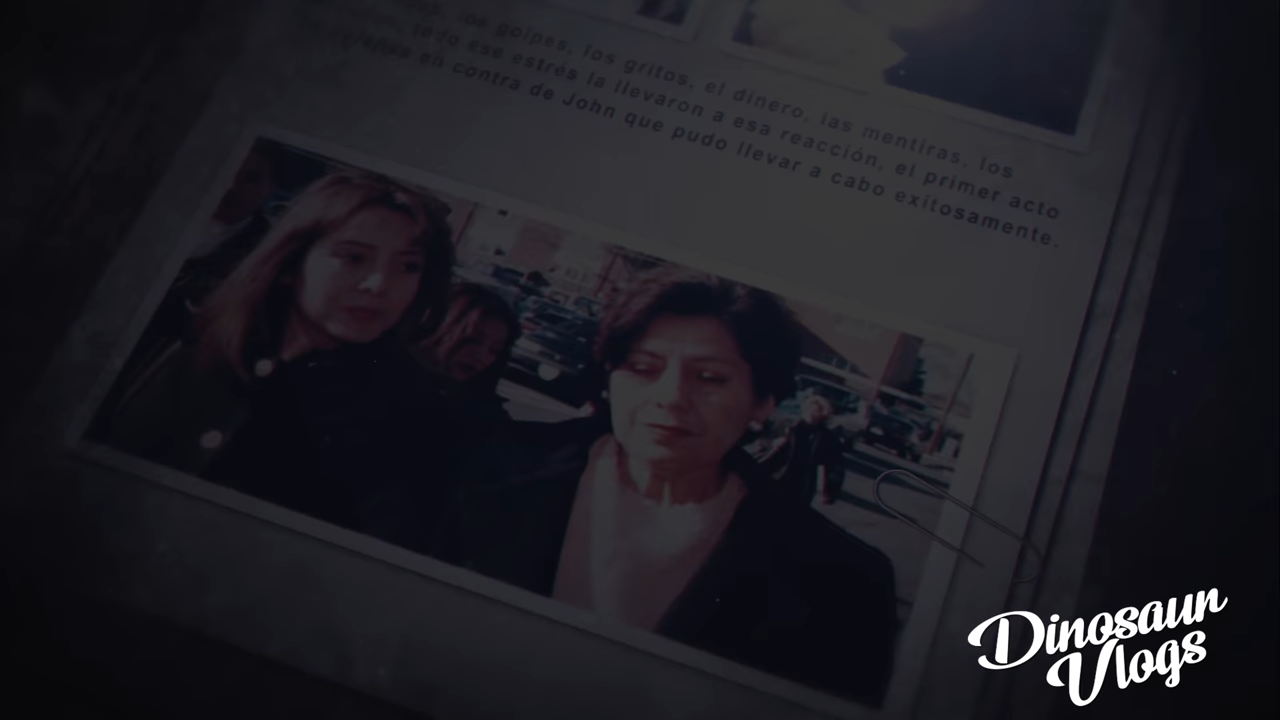 los golpes, los gritos, el dinero, las mentiras, los
todo ese estrés la llevaron a esa reacción, el primer acto
en contra de John que pudo llevar a cabo exitosamente.
Dinosaur
Vlogs